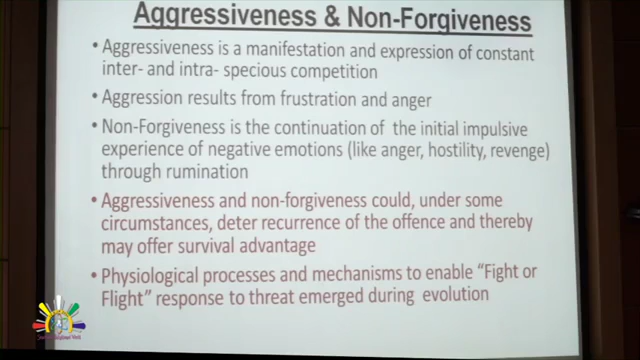 Aggressiveness & Non-Forgiveness
• Aggressiveness is a manifestation and expression of constant
inter- and intra- specious competition
• Aggression results from frustration and anger
• Non-Forgiveness is the continuation of the initial impulsive
experience of negative emotions (like anger, hostility, revenge)
through rumination
• Aggressiveness and non-forgiveness could, under some
circumstances, deter recurrence of the offence and thereby
may offer survival advantage
• Physiological processes and mechanisms to enable “Fight or
Flight” response to threat emerged during evolution